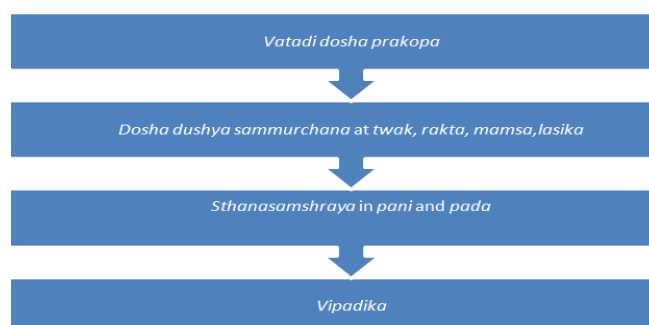 Vatadi dosha prakopa
Dosha dushya sammurchana at twak, rakta, mamsa,lasika
Sthanasamshraya in pani and pada
Vipadika